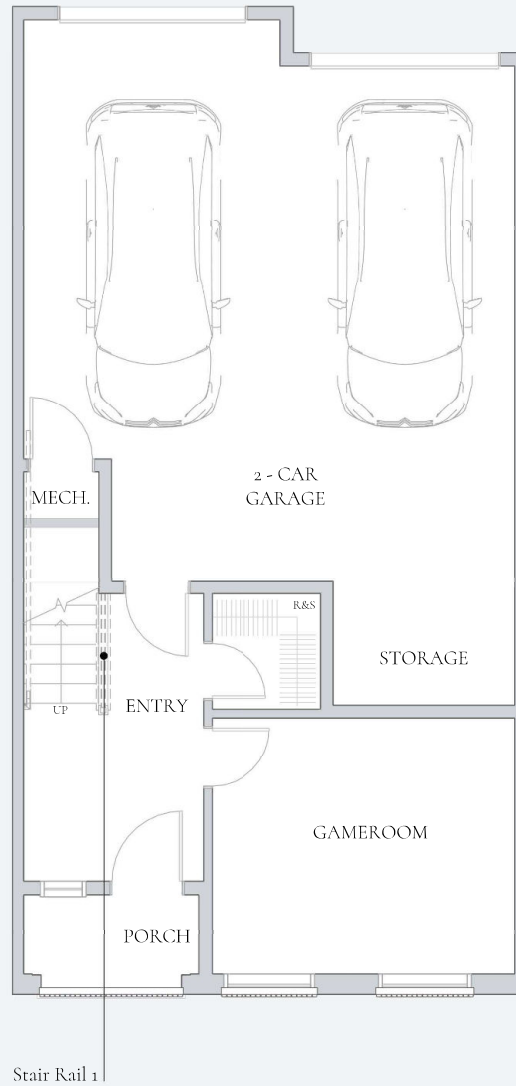 2 - CAR
GARAGE
MECH.
R&S
STORAGE
ENTRY
UP
GAMEROOM
PORCH
Stair Rail 1